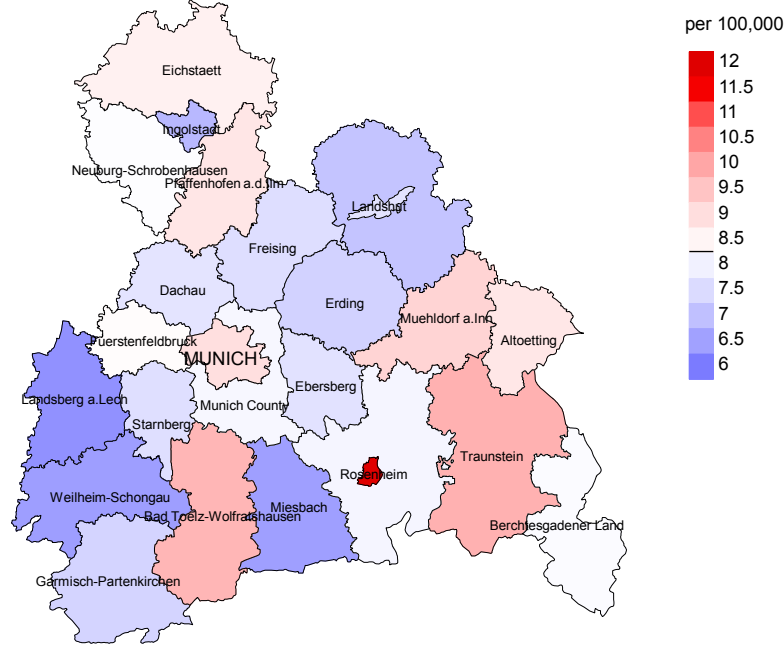 per 100,000
12
11.5
11
10.5
10
9.5
9
8.5
8
7.5
7
6.5
6
Eichstaett
Ingolstadt
Neuburg-Schrobenhausen
Pfaffenhofen a.d.Ilm
Landshut
Freising
Dachau
Erding
Muehldorf a.Inn
Altoetting
Fuerstenfeldbruck
MUNICH
Ebersberg
Landsberg a.Lech
Munich County
Starnberg
Traunstein
Rosenheim
Weilheim-Schongau
Miesbach
Bad Toelz-Wolfratshausen
Berchtesgadener Land
Garmisch-Partenkirchen